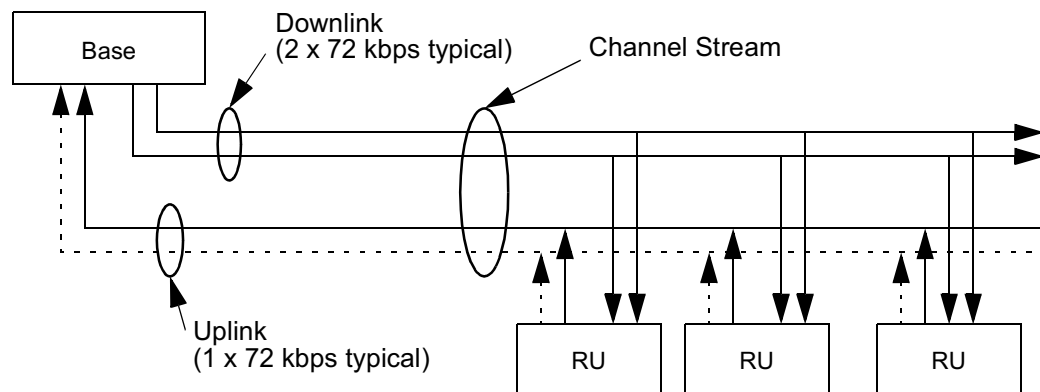 Downlink
(2 x 72 kbps typical)
Channel Stream
Base
Uplink
(1 x 72 kbps typical)
RU
RU
RU